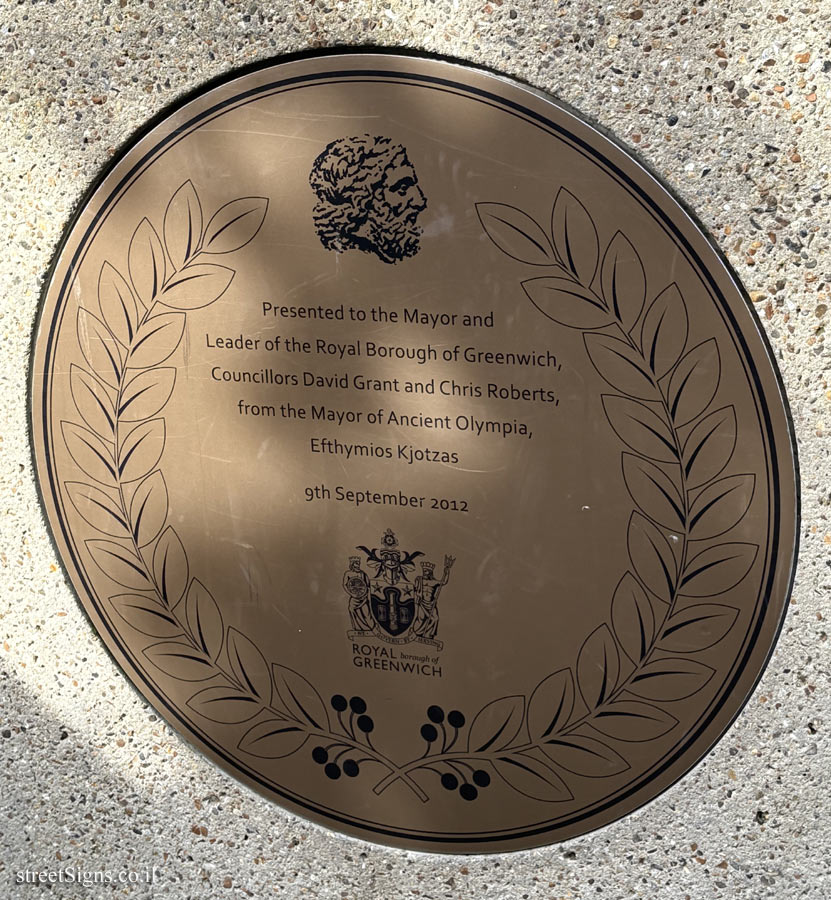 Presented to the Mayor and
Leader of the Royal Borough of Greenwich,
Councillors David Grant and Chris Roberts,
from the Mayor of Ancient Olympia,
Efthymios Kjotzas
9th September 2012
ROYAL borough of
GREENWICH
streetSigns.co.il